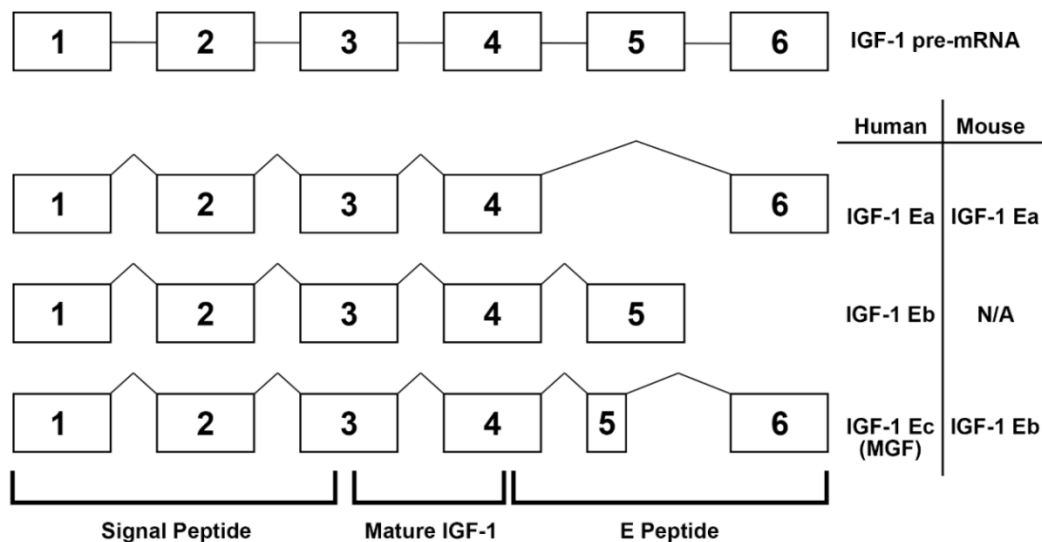 1 2 3 4 5 6 IGF-1 pre-mRNA
Human Mouse
1 2 3 4 6 IGF-1 Ea IGF-1 Ea
1 2 3 4 5 IGF-1 Eb N/A
1 2 3 4 5 6 IGF-1 Ec IGF-1 Eb
(MGF)
Signal Peptide Mature IGF-1 E Peptide